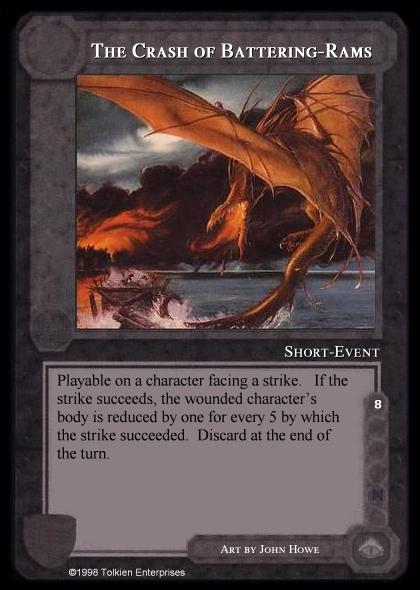 The Crash of Battering-Rams
Short-Event
Playable on a character facing a strike. If the
strike succeeds, the wounded character's
body is reduced by one for every 5 by which
the strike succeeded. Discard at the end of
the turn.
8
N
Art by John Howe
©1998 Tolkien Enterprises